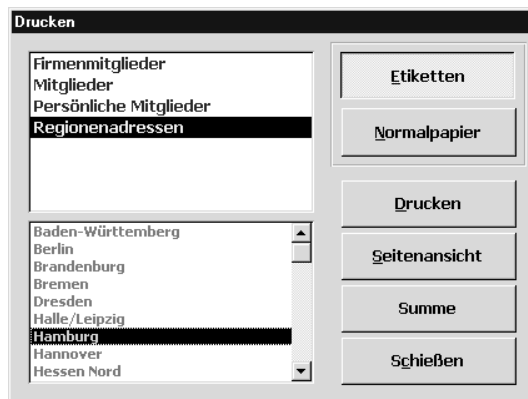 Drucken
Firmenmitglieder
Mitglieder
Persönliche Mitglieder
Regionenadressen
Baden-Württemberg
Berlin
Brandenburg
Bremen
Dresden
Halle/Leipzig
Hamburg
Hannover
Hessen Nord
Etiketten
Normalpapier
Drucken
Seitenansicht
Summe
Schießen